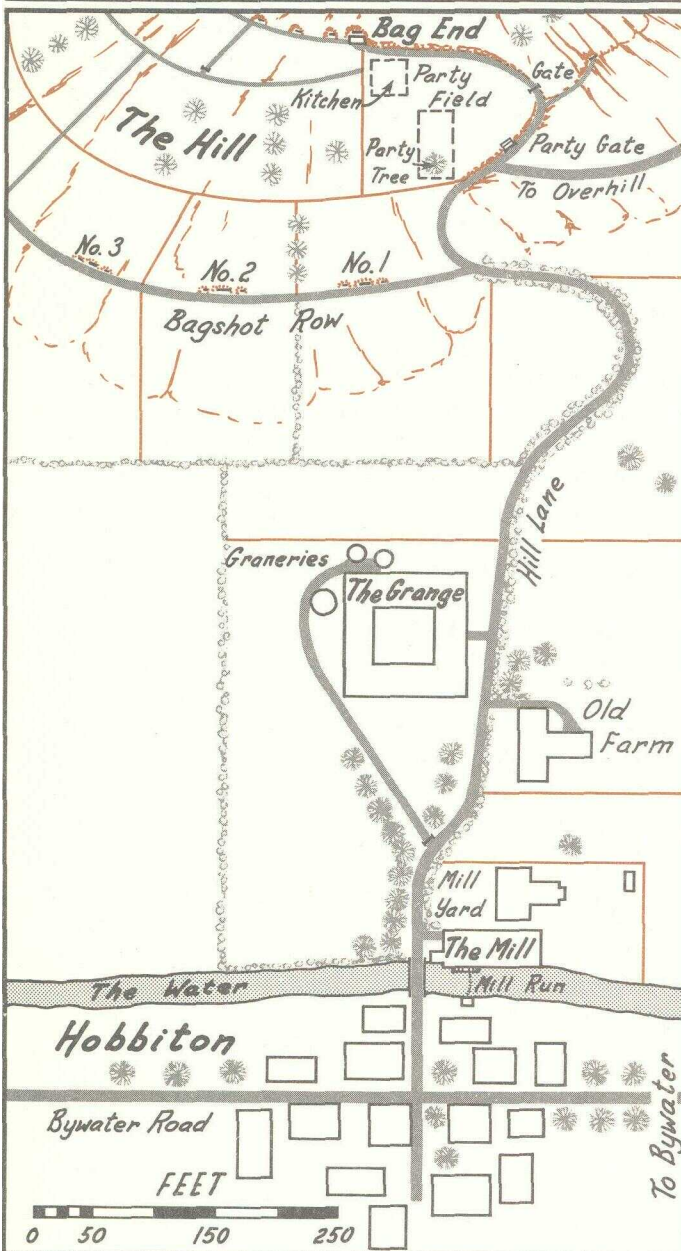 Bag End
Gate
Party
Field
Kitchen
The Hill
Party Gate
Party
Tree
To Overhill
No. 3
No. 2
No. 1
Bagshot Row
Hill Lane
Graneries
The Grange
Old
Farm
Mill
Yard
The Mill
The Water
Mill Run
Hobbiton
Bywater Road
To Bywater
FEET
0 50 150 250